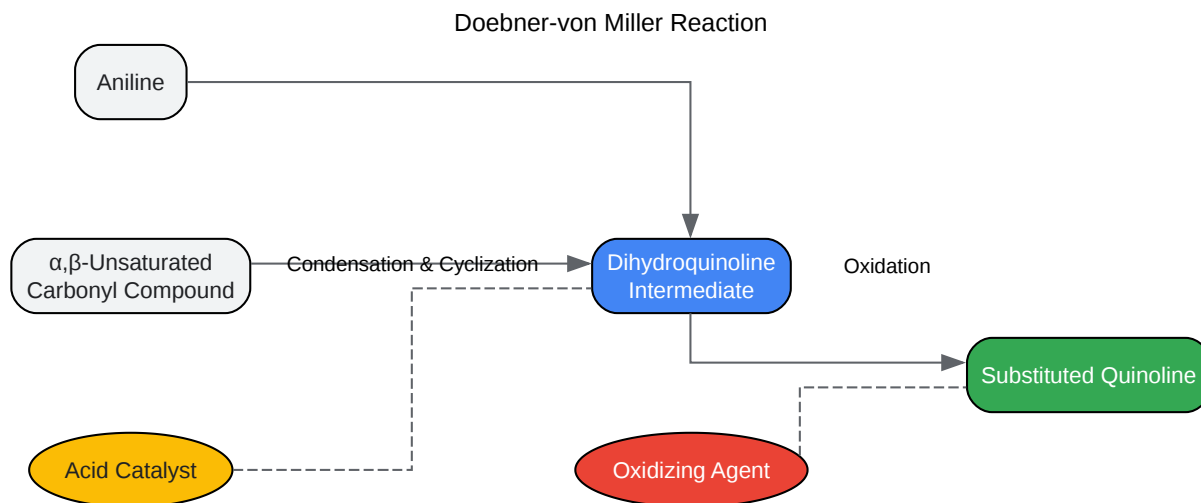 Doebner-von Miller Reaction
Aniline
α,β-Unsaturated
Carbonyl Compound
Condensation & Cyclization
Dihydroquinoline
Intermediate
Oxidation
Substituted Quinoline
Acid Catalyst
Oxidizing Agent